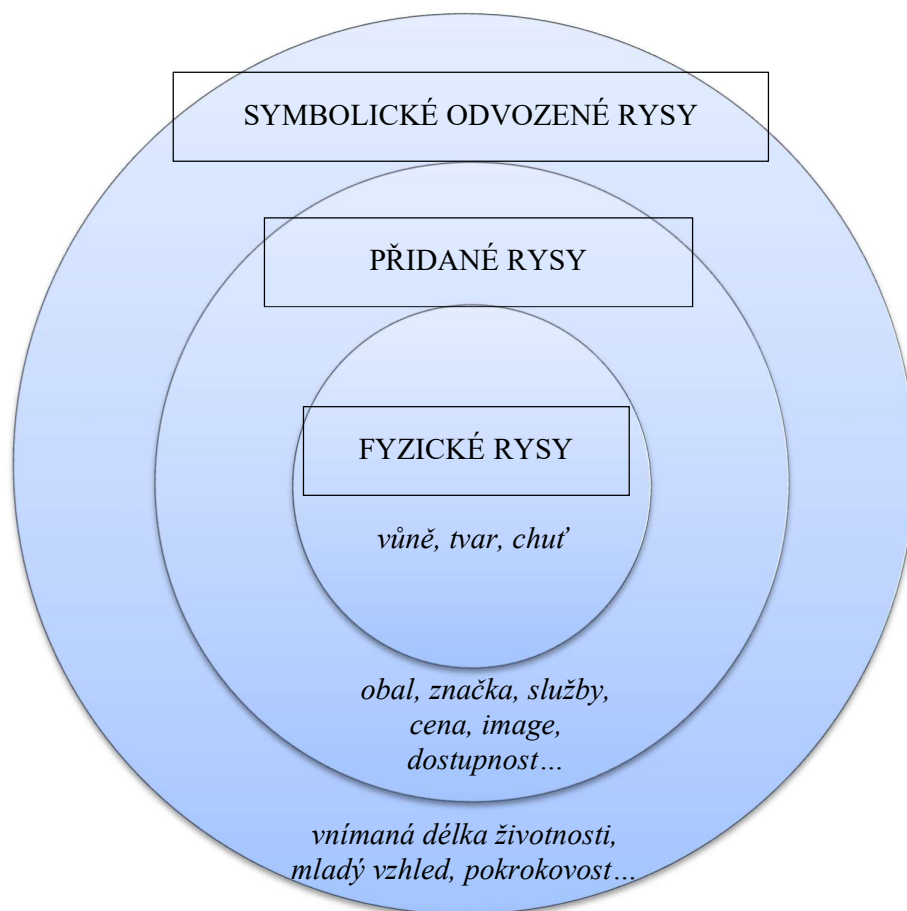 SYMBOLICKÉ ODVOZENÉ RYSY
PŘIDANÉ RYSY
FYZICKÉ RYSY
vůně, tvar, chuť
obal, značka, služby,
cena, image,
dostupnost…
vnímaná délka životnosti,
mladý vzhled, pokrokovost…